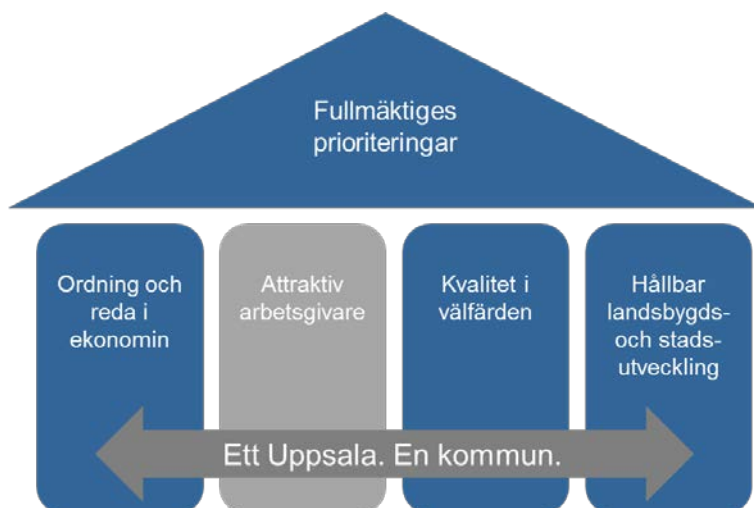 Fullmäktiges
prioriteringar
Ordning och
reda i
ekonomin
Attraktiv
arbetsgivare
Kvalitet i
välfärden
Hållbar
landsbygds-
och stads-
utveckling
Ett Uppsala. En kommun.